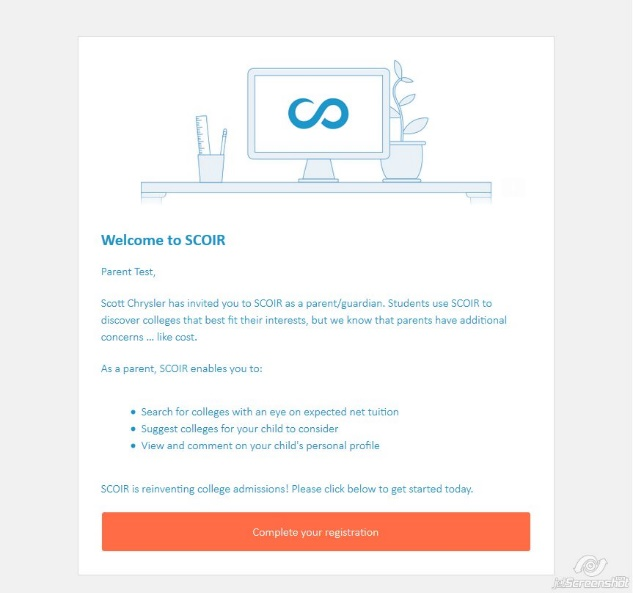 Welcome to SCOIR
Parent Test,
Scott Chrysler has invited you to SCOIR as a parent/guardian. Students use SCOIR to
discover colleges that best fit their interests, but we know that parents have additional
concerns ... like cost.
As a parent, SCOIR enables you to:
• Search for colleges with an eye on expected net tuition
• Suggest colleges for your child to consider
• View and comment on your child's personal profile
SCOIR is reinventing college admissions! Please click below to get started today.
Complete your registration
Screenshot